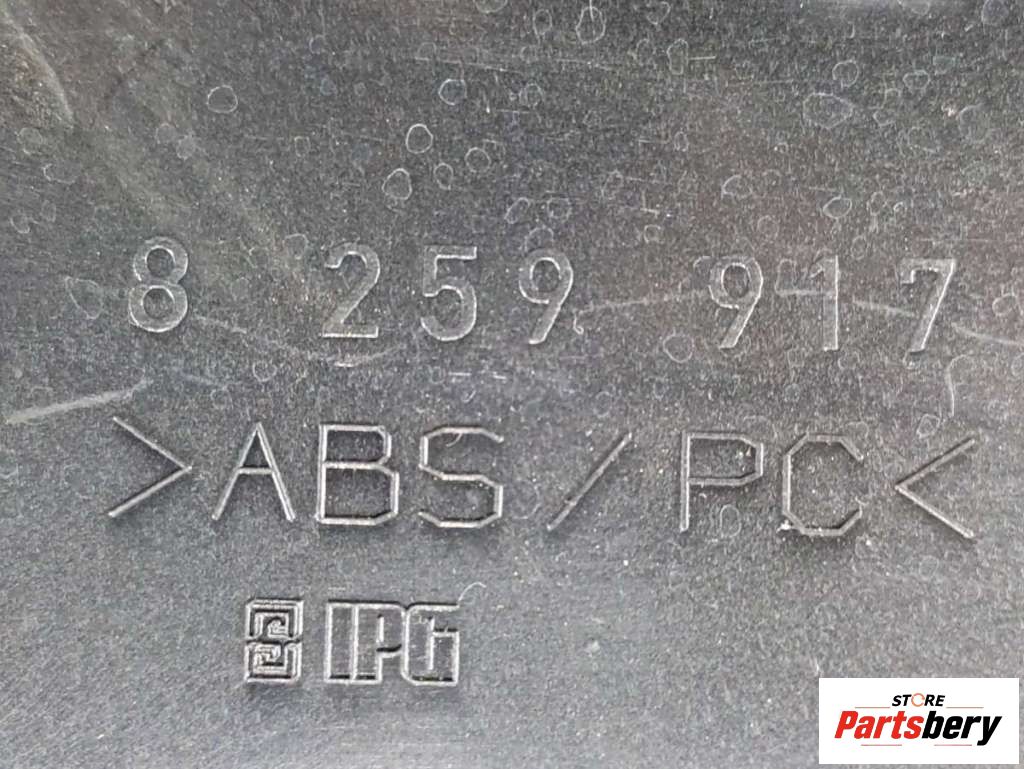 8 259 917
>ABS/PC<
IPG
STORE
Partsbery